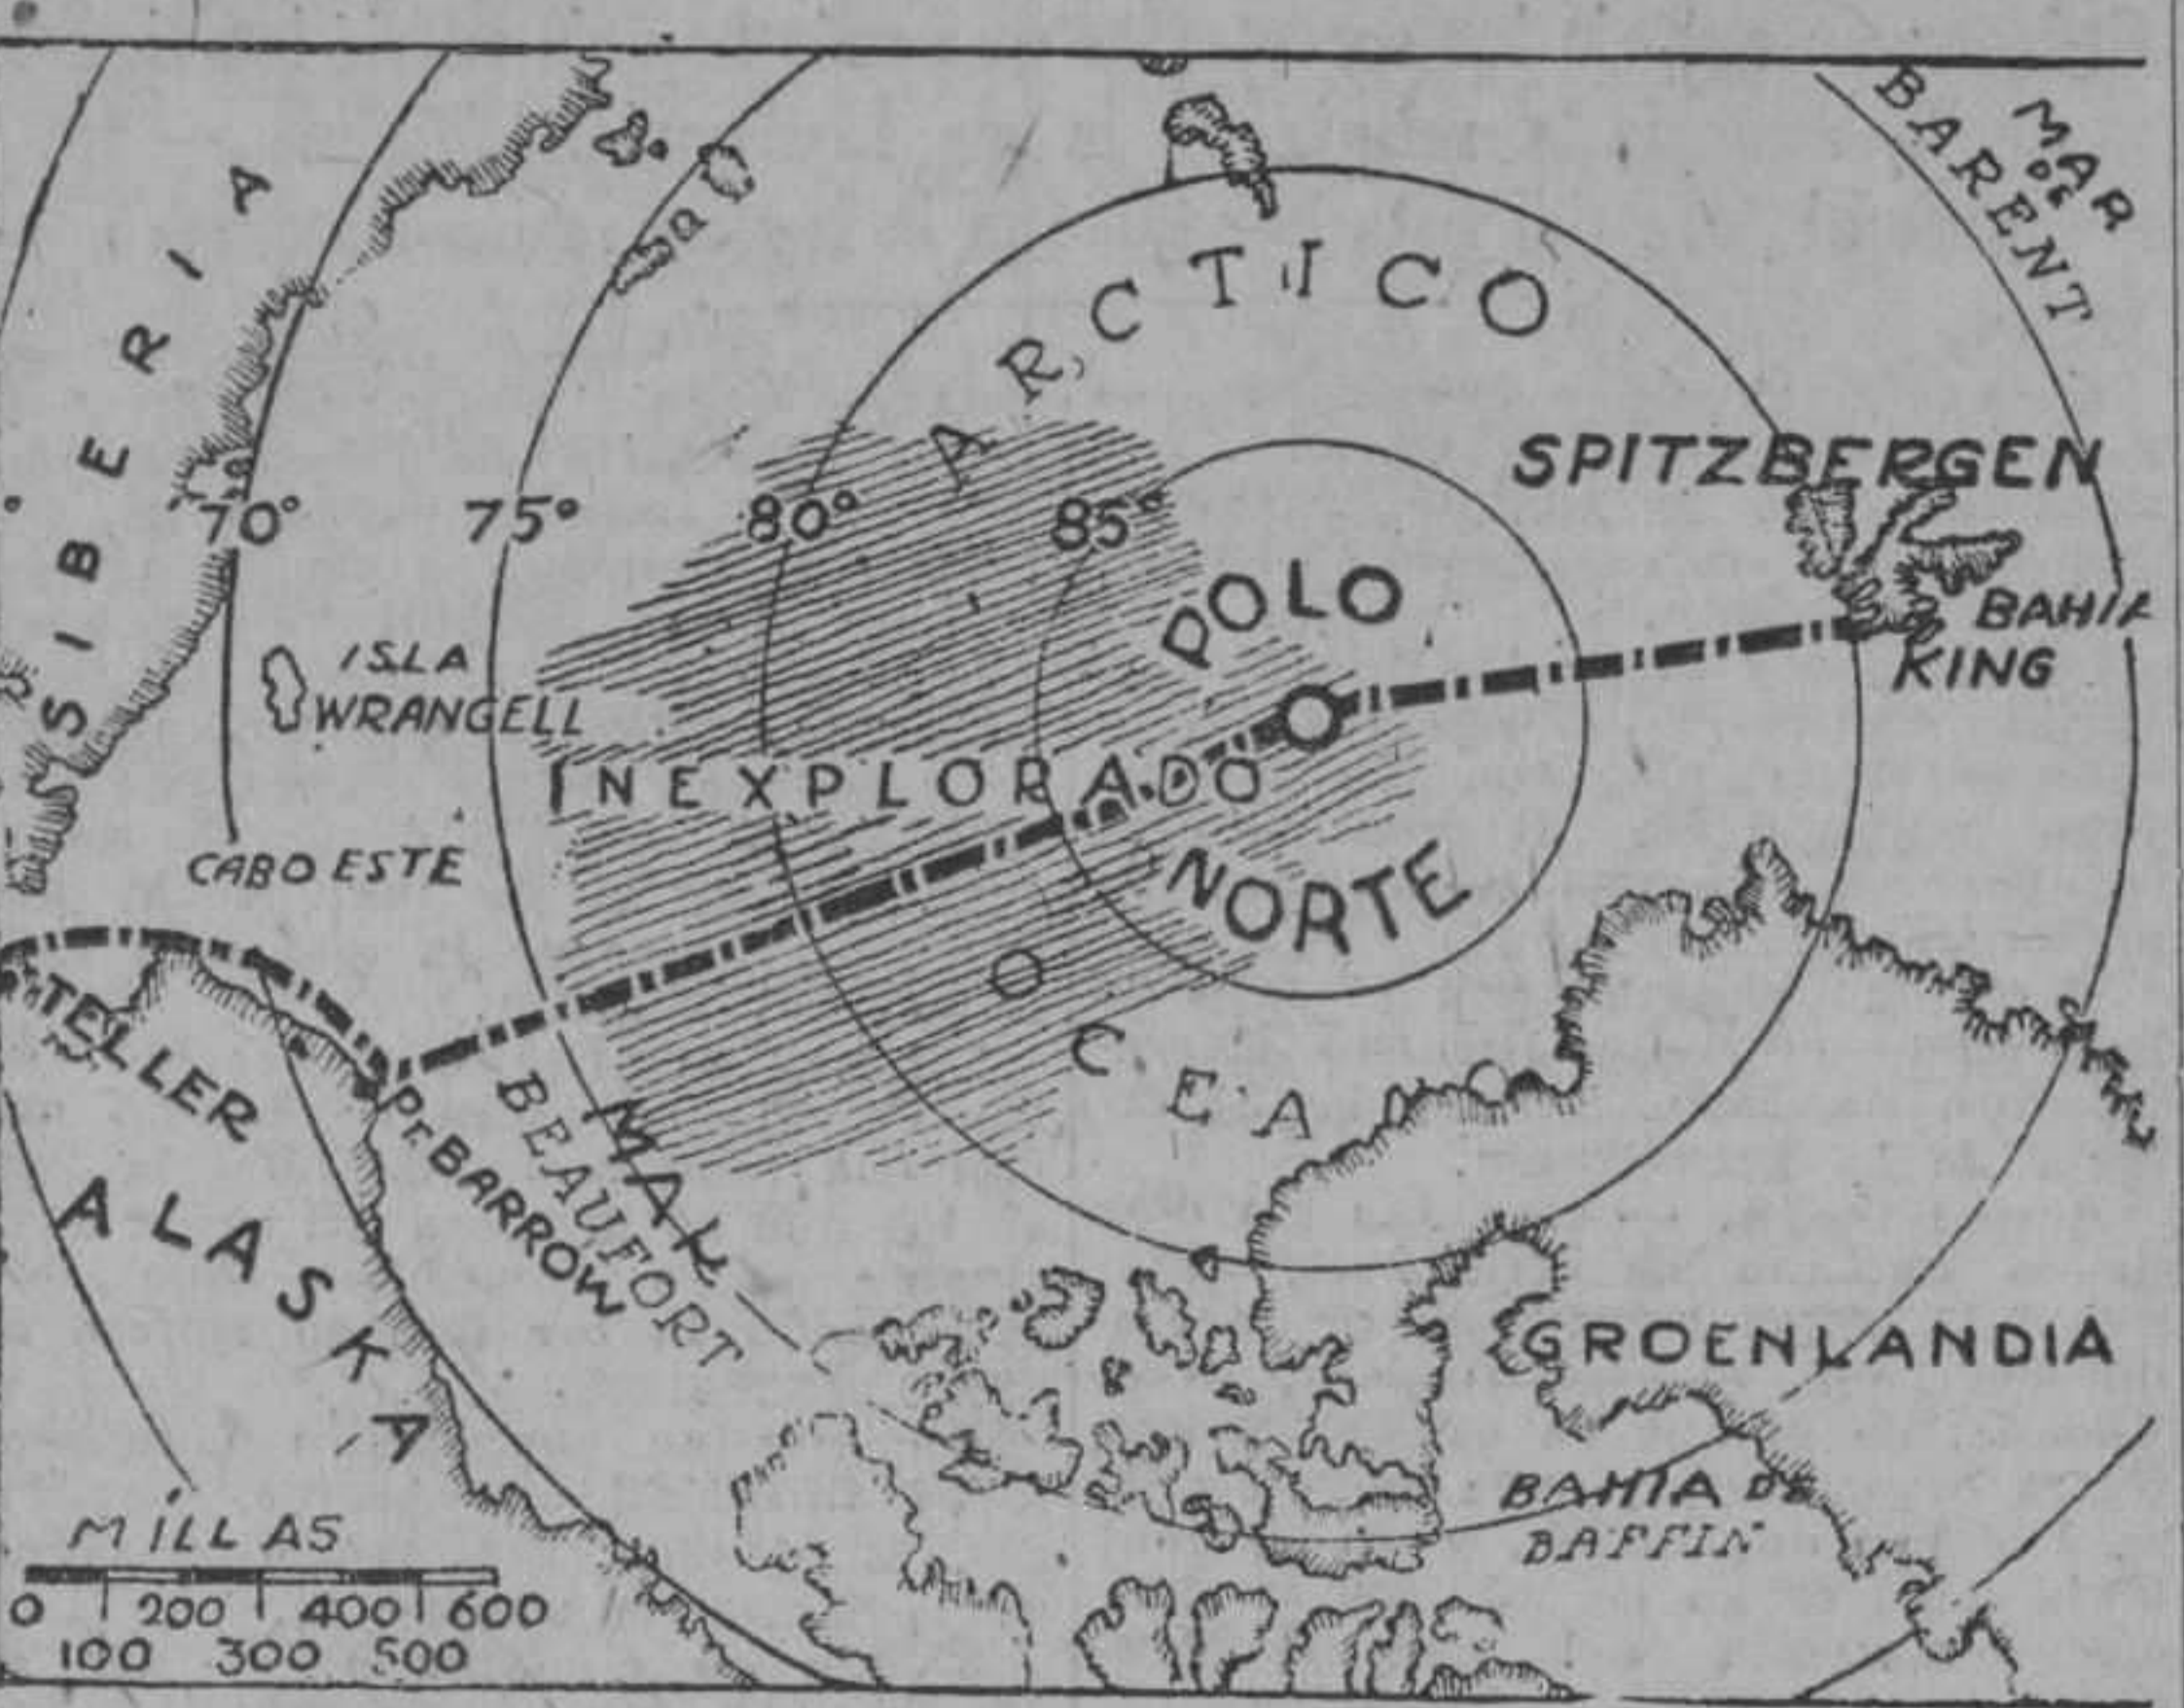 MAR
DE
BARENT
SIBERIA
ARCTICO
SPITZBERGEN
70°
75°
80°
85°
POLO
BAHIA
KING
ISLA
WRANGELL
INEXPLORADO
CABO ESTE
NORTE
OCEA
TELLER
Pt. BARROW
MAR
BEAUFORT
ALASKA
GROENLANDIA
BAHIA DE
BAFFIN
MILLAS
0 200 400 600
100 300 500